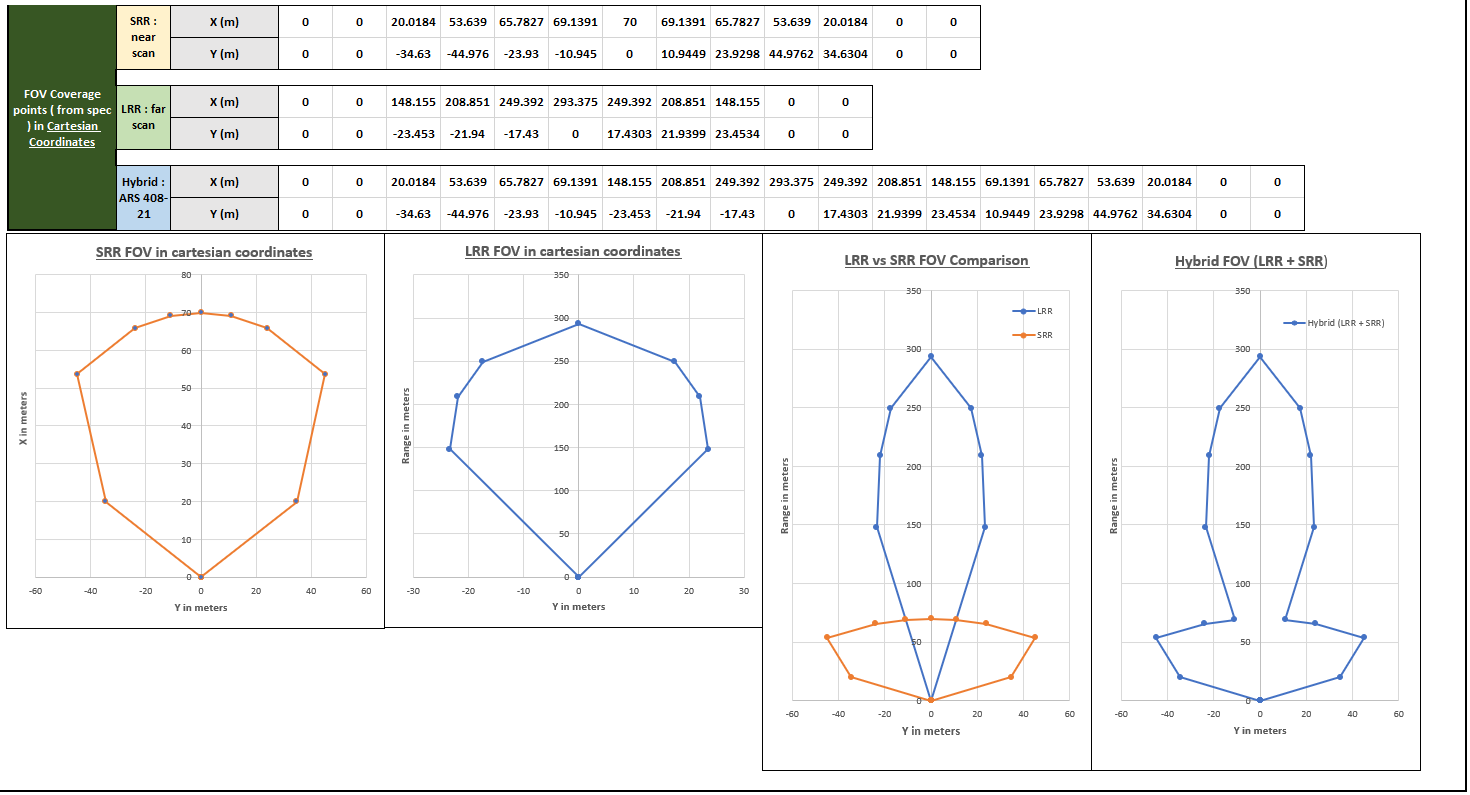 FOV Coverage
points ( from spec
) in Cartesian
Coordinates
SRR :
near
scan
X (m) 0 0 20.0184 53.639 65.7827 69.1391 70 69.1391 65.7827 53.639 20.0184 0 0
Y (m) 0 0 -34.63 -44.976 -23.93 -10.945 0 10.9449 23.9298 44.9762 34.6304 0 0
LRR : far
scan
X (m) 0 0 148.155 208.851 249.392 293.375 249.392 208.851 148.155 0 0
Y (m) 0 0 -23.453 -21.94 -17.43 0 17.4303 21.9399 23.4534 0 0
Hybrid :
ARS 408-
21
X (m) 0 0 20.0184 53.639 65.7827 69.1391 148.155 208.851 249.392 293.375 249.392 208.851 148.155 69.1391 65.7827 53.639 20.0184 0 0
Y (m) 0 0 -34.63 -44.976 -23.93 -10.945 -23.453 -21.94 -17.43 0 17.4303 21.9399 23.4534 10.9449 23.9298 44.9762 34.6304 0 0
SRR FOV in cartesian coordinates
80
70
60
50
40
30
20
10
0
-60 -40 -20 0 20 40 60
X in meters
Y in meters
LRR FOV in cartesian coordinates
350
300
250
200
150
100
50
0
-30 -20 -10 0 10 20 30
Range in meters
Y in meters
LRR vs SRR FOV Comparison
LRR
SRR
350
300
250
200
150
100
50
0
-60 -40 -20 0 20 40 60
Range in meters
Y in meters
Hybrid FOV (LRR + SRR)
Hybrid (LRR + SRR)
350
300
250
200
150
100
50
0
-60 -40 -20 0 20 40 60
Range in meters
Y in meters